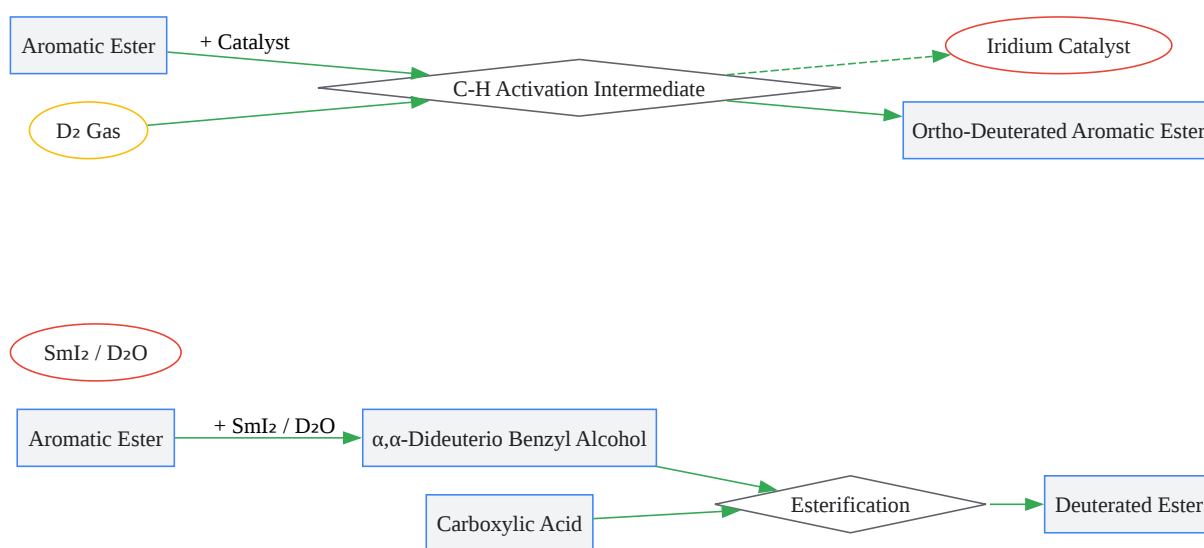 Aromatic Ester
+ Catalyst
Iridium Catalyst
C-H Activation Intermediate
D₂ Gas
Ortho-Deuterated Aromatic Ester
SmI₂ / D₂O
Aromatic Ester
+ SmI₂ / D₂O
α,α-Dideuterio Benzyl Alcohol
Carboxylic Acid
Esterification
Deuterated Ester